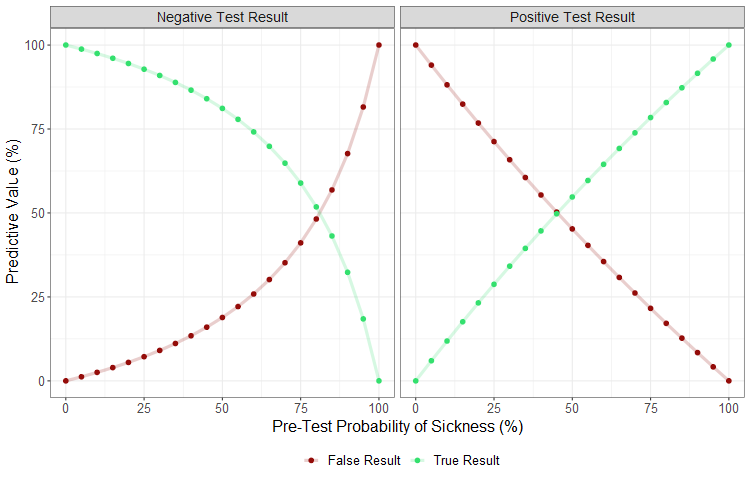 Negative Test Result
Positive Test Result
Predictive Value (%)
100
75
50
25
0
0 25 50 75 100
0 25 50 75 100
Pre-Test Probability of Sickness (%)
False Result True Result